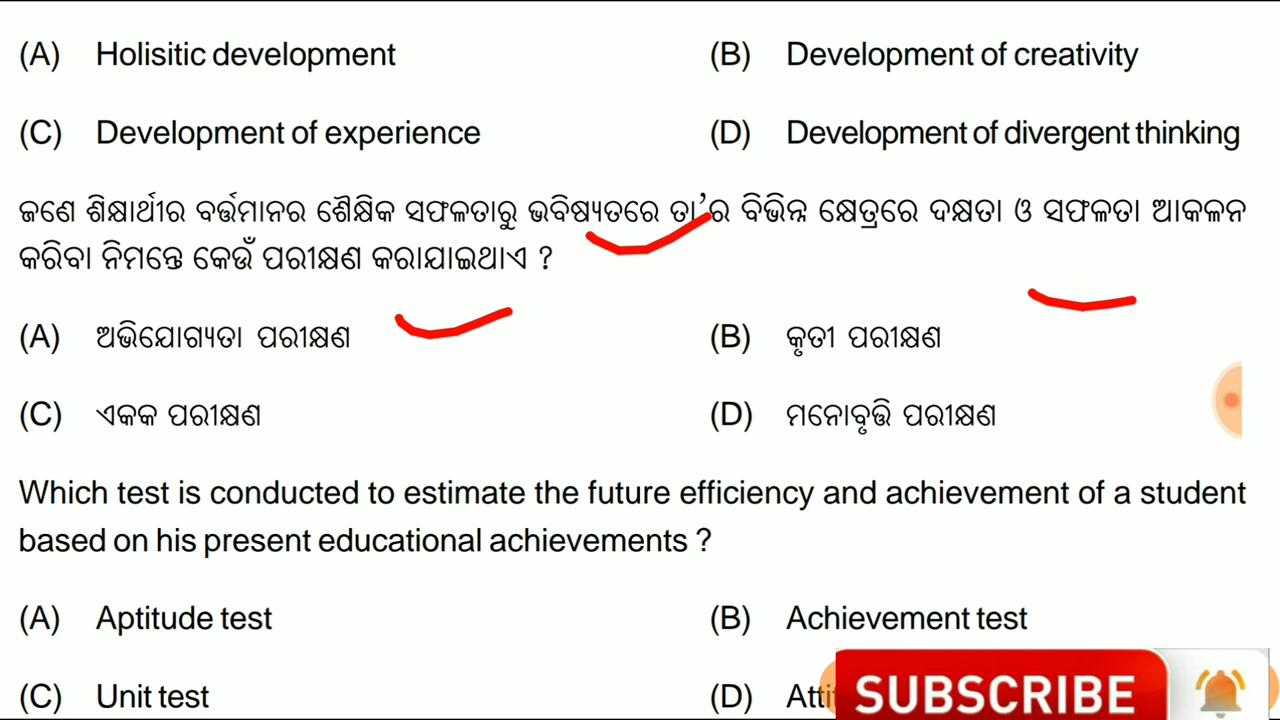 (A) Holisitic development (B) Development of creativity
(C) Development of experience (D) Development of divergent thinking
ଜଣେ ଶିକ୍ଷାର୍ଥୀର ବର୍ତ୍ତମାନର ଶୈକ୍ଷିକ ସଫଳତାରୁ ଭବିଷ୍ୟତରେ ତା'ର ବିଭିନ୍ନ କ୍ଷେତ୍ରରେ ଦକ୍ଷତା ଓ ସଫଳତା ଆକଳନ
କରିବା ନିମନ୍ତେ କେଉଁ ପରୀକ୍ଷଣ କରାଯାଇଥାଏ ?
(A) ଅଭିଯୋଗ୍ୟତା ପରୀକ୍ଷଣ (B) କୃତୀ ପରୀକ୍ଷଣ
(C) ଏକକ ପରୀକ୍ଷଣ (D) ମନୋବୃତ୍ତି ପରୀକ୍ଷଣ
Which test is conducted to estimate the future efficiency and achievement of a student
based on his present educational achievements ?
(A) Aptitude test (B) Achievement test
(C) Unit test (D)
SUBSCRIBE